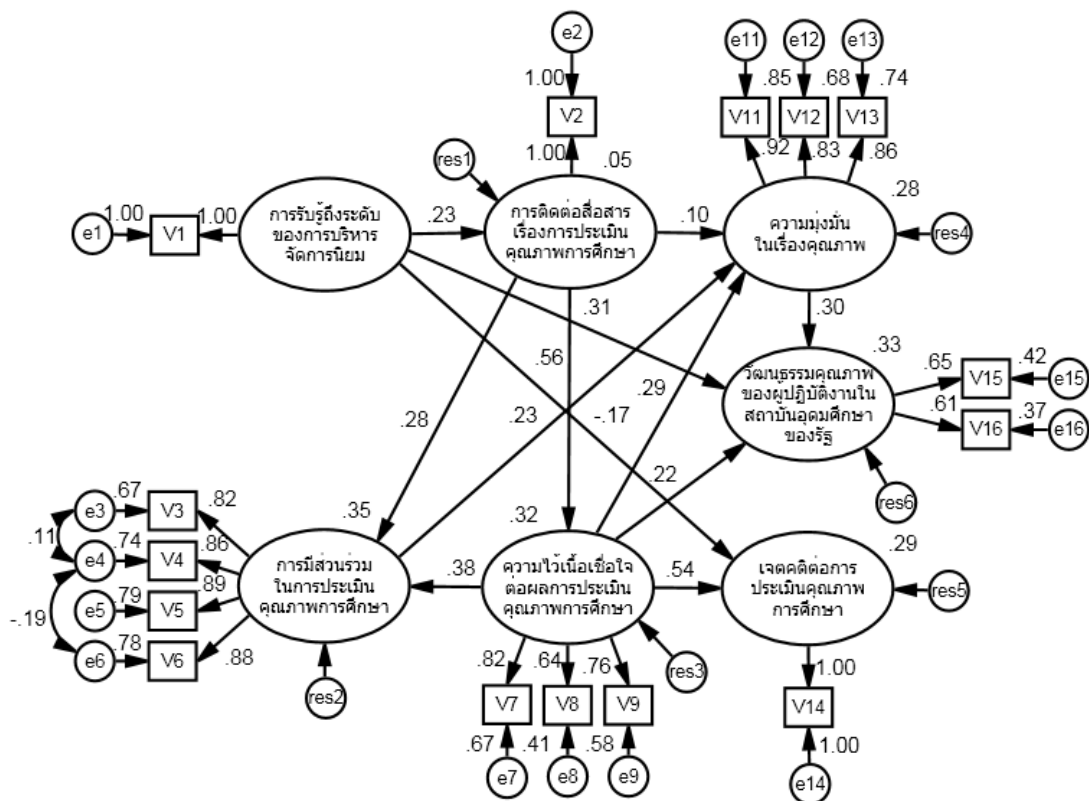 e2
e11 e12 e13
1.00 .85 .68 .74
V2 V11 V12 V13
1.00 .92 .83 .86
res1 .05 .28
การรับรู้ถึงระดับ
ของการบริหาร
จัดการนิยม
การติดต่อสื่อสาร
เรื่องการประเมิน
คุณภาพการศึกษา
ความมุ่งมั่น
ในเรื่องคุณภาพ
e1 1.00 V1 1.00 .23 .10 res4
.31 .30
.33
.56 .29
วัฒนธรรมคุณภาพ
ของผู้ปฏิบัติงานใน
สถาบันอุดมศึกษา
ของรัฐ
.65 V15 .42 e15
.61 V16 .37 e16
.28 .23 -.17
.22 res6
.35 .32 .29
e3 .67 V3 .82
.11
e4 .74 V4 .86
e5 .79 V5 .89
-.19
e6 .78 V6 .88
การมีส่วนร่วม
ในการประเมิน
คุณภาพการศึกษา
.38
ความไว้เนื้อเชื่อใจ
ต่อผลการประเมิน
คุณภาพการศึกษา
.54
เจตคติต่อการ
ประเมินคุณภาพ
การศึกษา
res5
res2 res3
.82 .64 .76 1.00
V7 V8 V9 V14
.67 .41 .58 1.00
e7 e8 e9 e14